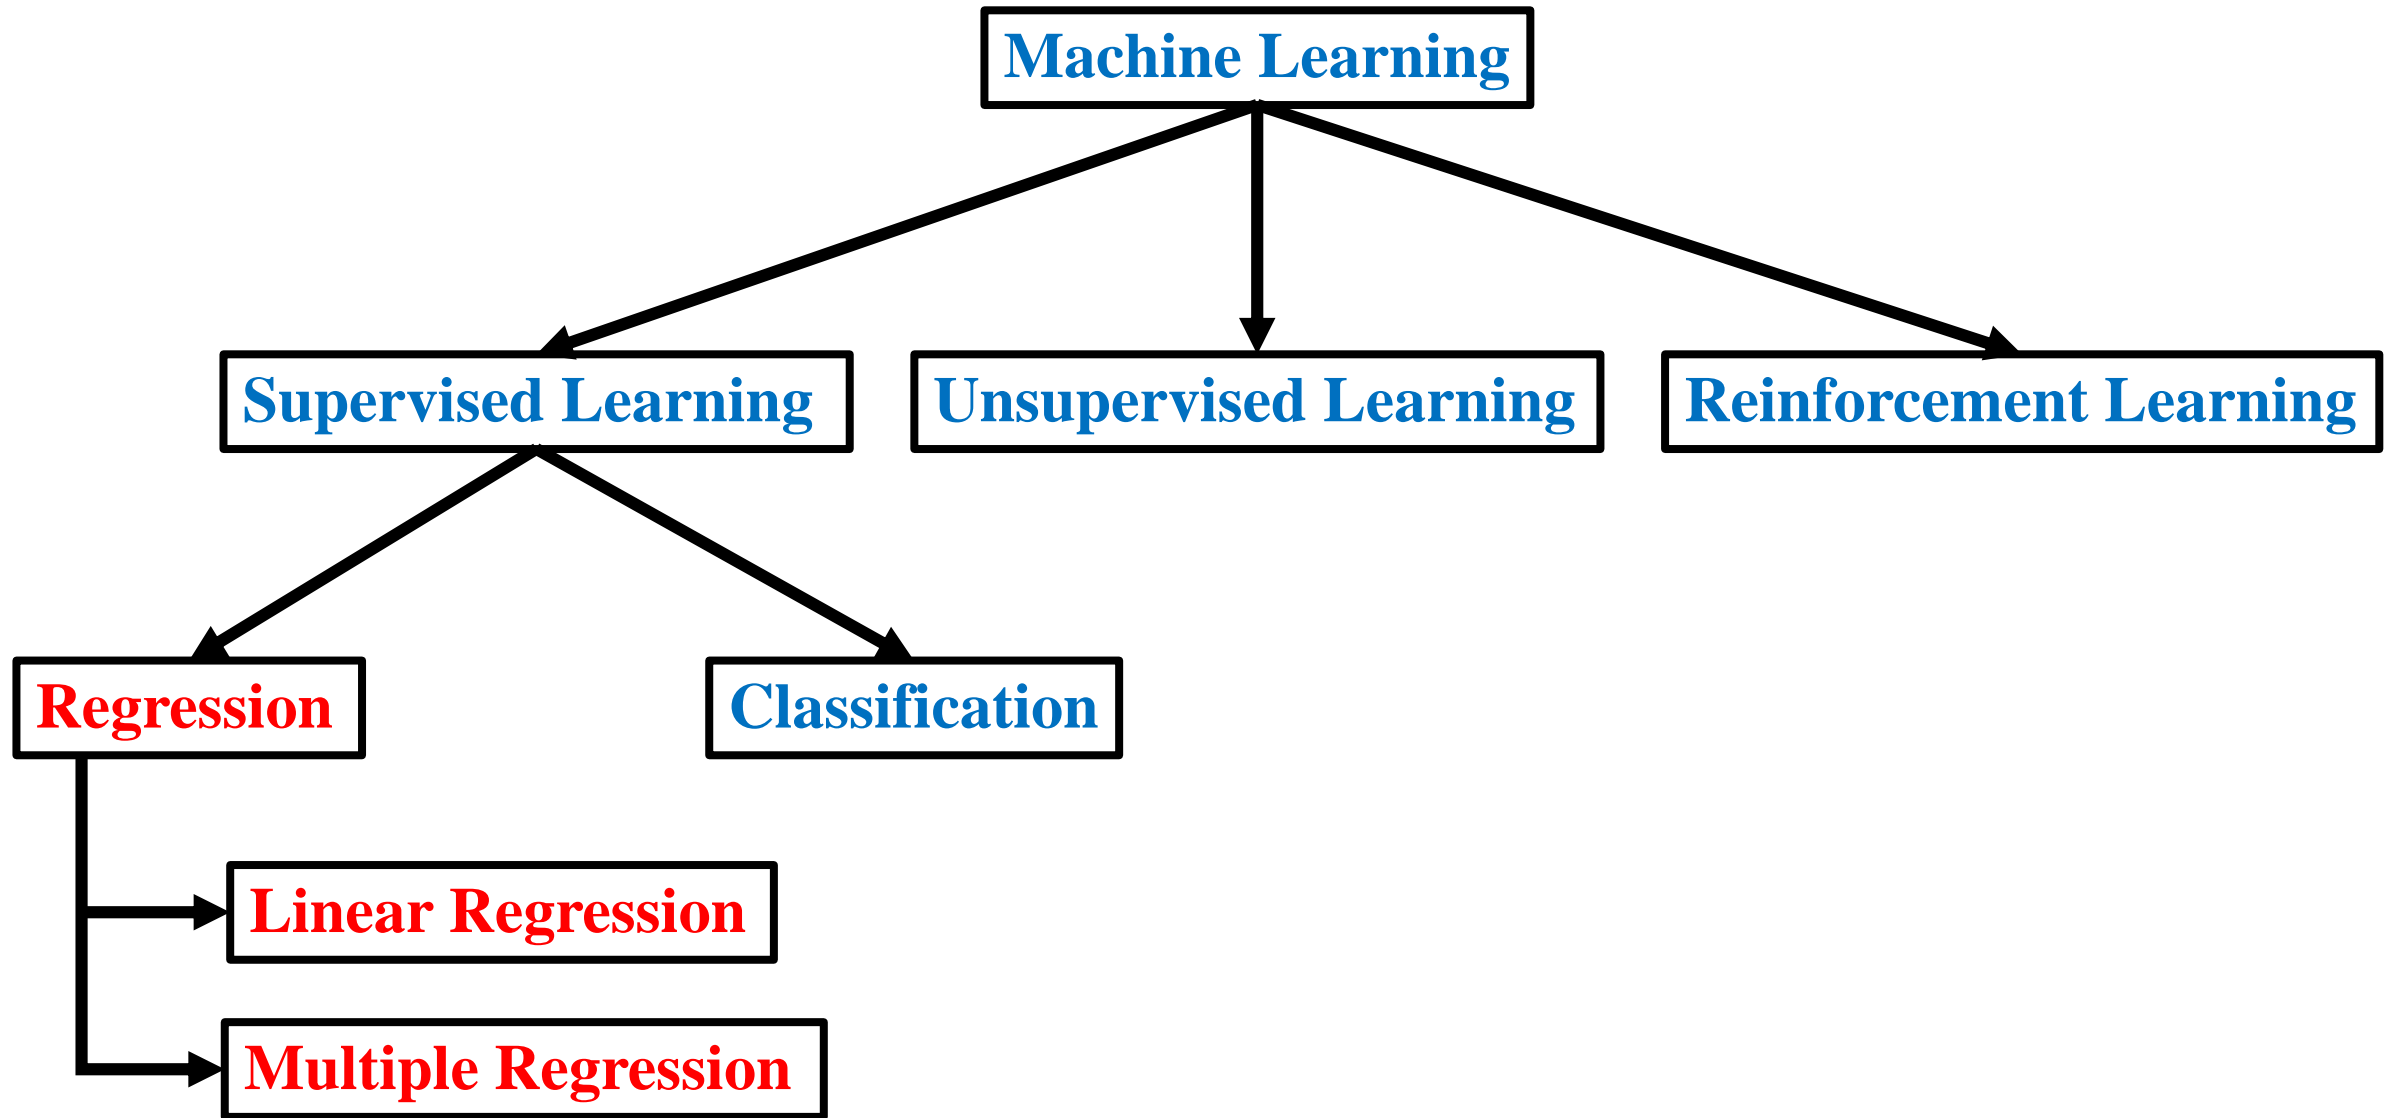 Machine Learning
Supervised Learning
Unsupervised Learning
Reinforcement Learning
Regression
Classification
Linear Regression
Multiple Regression